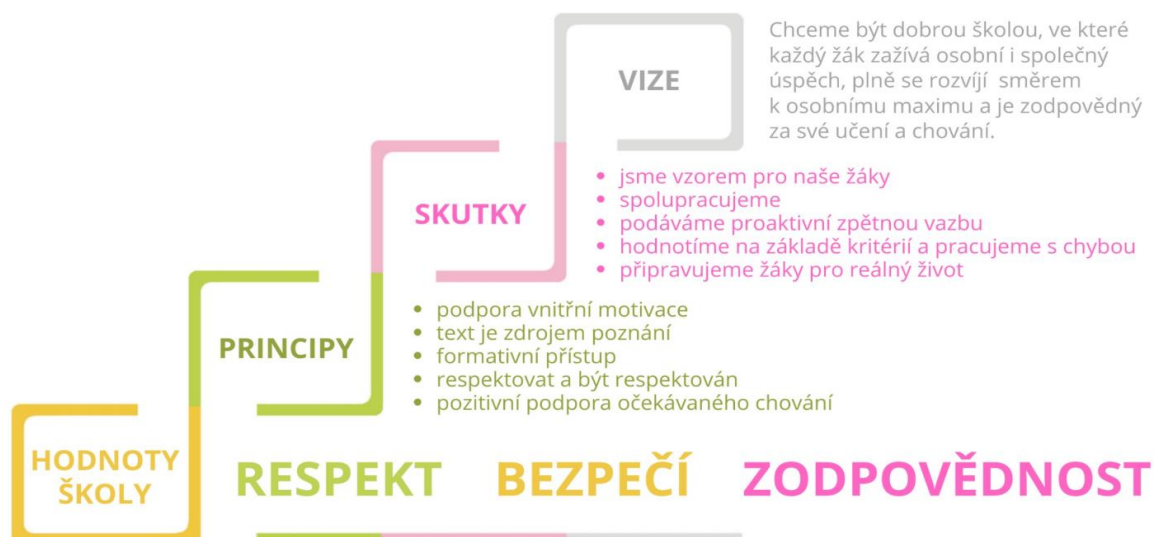 VIZE
Chceme být dobrou školou, ve které
každý žák zažívá osobní i společný
úspěch, plně se rozvíjí směrem
k osobnímu maximu a je zodpovědný
za své učení a chování.
SKUTKY
• jsme vzorem pro naše žáky
• spolupracujeme
• podáváme proaktivní zpětnou vazbu
• hodnotíme na základě kritérií a pracujeme s chybou
• připravujeme žáky pro reálný život
PRINCIPY
• podpora vnitřní motivace
• text je zdrojem poznání
• formativní přístup
• respektovat a být respektován
• pozitivní podpora očekávaného chování
HODNOTY
ŠKOLY
RESPEKT BEZPEČÍ ZODPOVĚDNOST